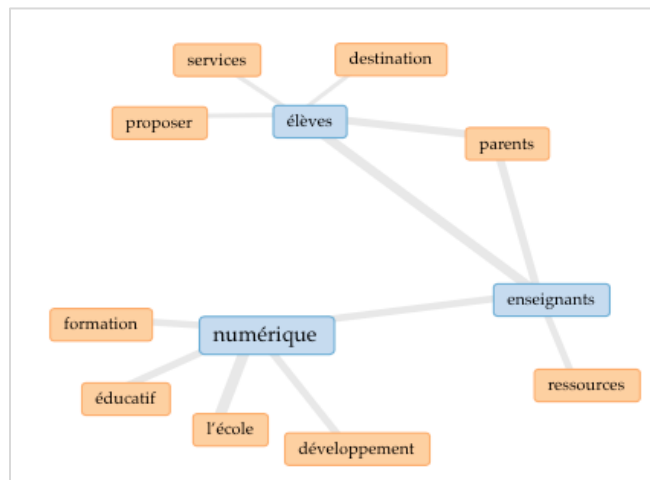 services
destination
proposer
élèves
parents
enseignants
formation
numérique
ressources
éducatif
l'école
développement